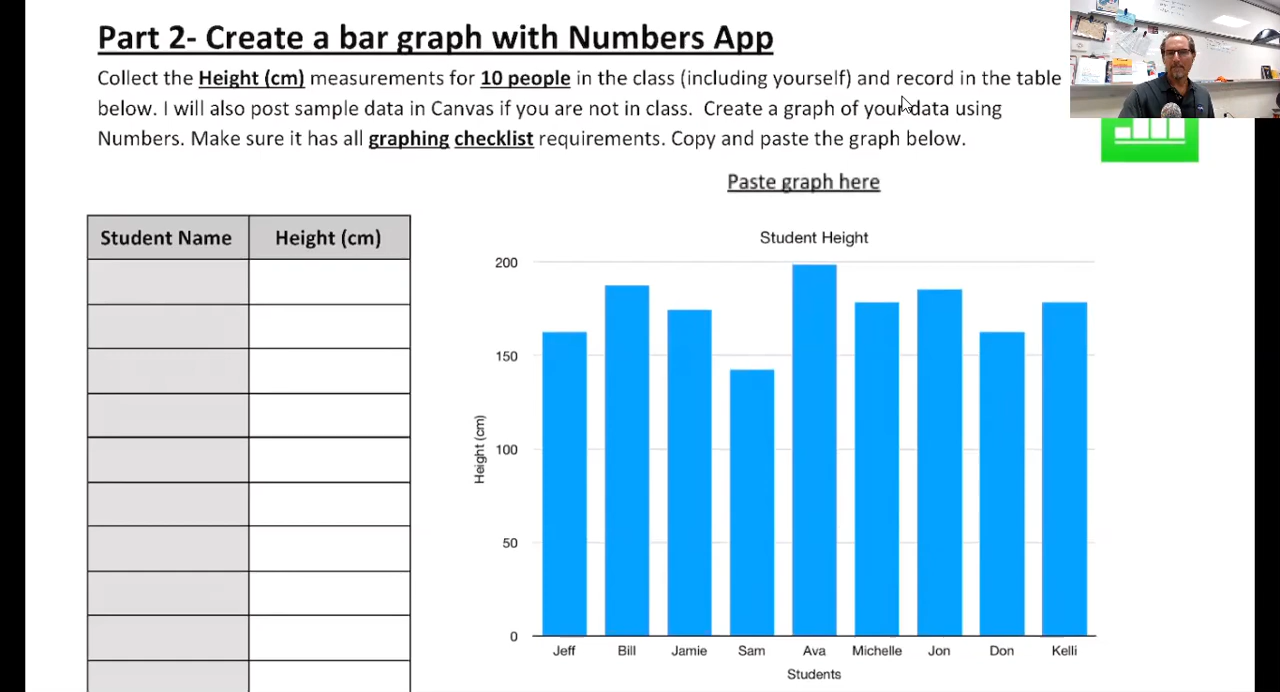 Part 2- Create a bar graph with Numbers App
Collect the Height (cm) measurements for 10 people in the class (including yourself) and record in the table
below. I will also post sample data in Canvas if you are not in class.  Create a graph of your data using
Numbers. Make sure it has all graphing checklist requirements. Copy and paste the graph below.
Paste graph here
Student Name
Height (cm)
Student Height
200
150
100
50
0
Height (cm)
Jeff
Bill
Jamie
Sam
Ava
Michelle
Jon
Don
Kelli
Students